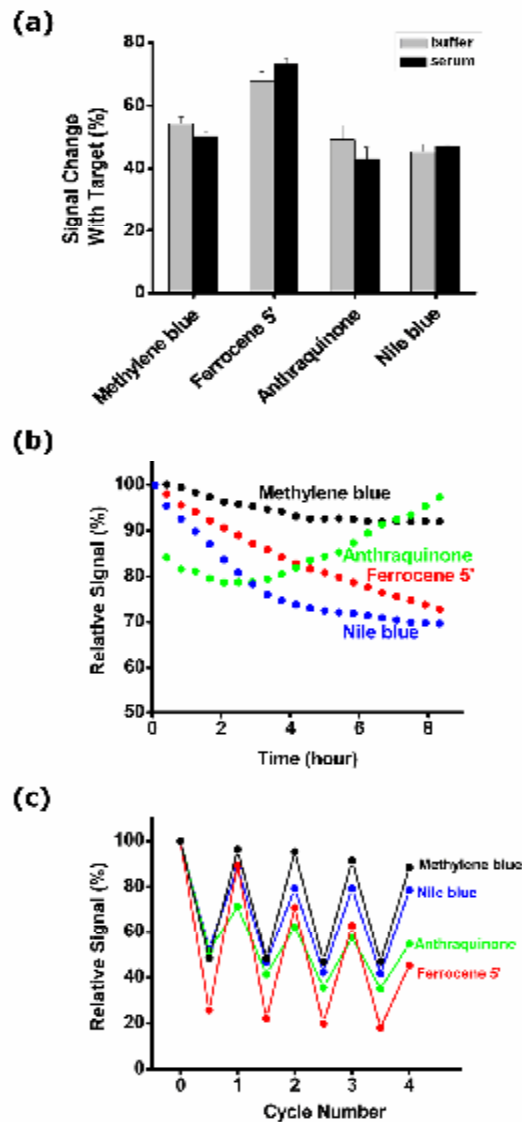 (a)
80
60
40
20
0
Signal Change
With Target (%)
buffer
serum
Methylene blue
Ferrocene 5'
Anthraquinone
Nile blue
(b)
100
90
80
70
60
50
Relative Signal (%)
Methylene blue
Anthraquinone
Ferrocene 5'
Nile blue
0 2 4 6 8
Time (hour)
(c)
100
80
60
40
20
0
Relative Signal (%)
Methylene blue
Nile blue
Anthraquinone
Ferrocene 5'
0 1 2 3 4
Cycle Number